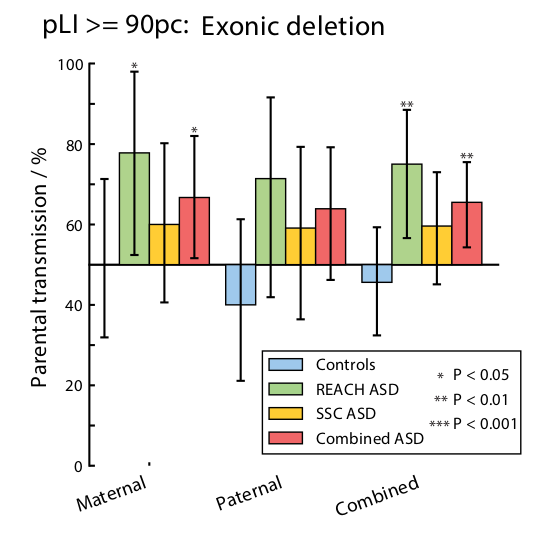 pLI >= 90pc: Exonic deletion
100
80
60
40
20
0
Parental transmission / %
*
*
**
**
Controls
REACH ASD
SSC ASD
Combined ASD
* P < 0.05
** P < 0.01
*** P < 0.001
Maternal
Paternal
Combined